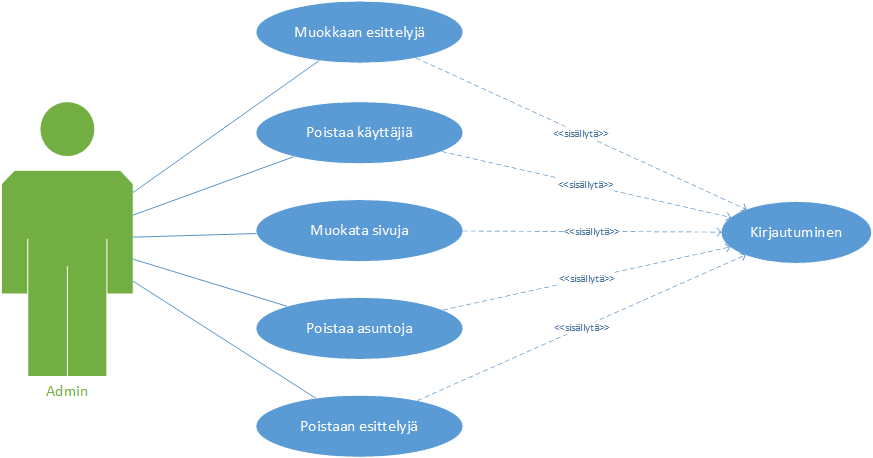 Muokkaan esittelyjä
Poistaa käyttäjiä
Muokata sivuja
Poistaa asuntoja
Poistaan esittelyjä
<<sisällytä>>
<<sisällytä>>
<<sisällytä>>
<<sisällytä>>
<<sisällytä>>
Kirjautuminen
Admin